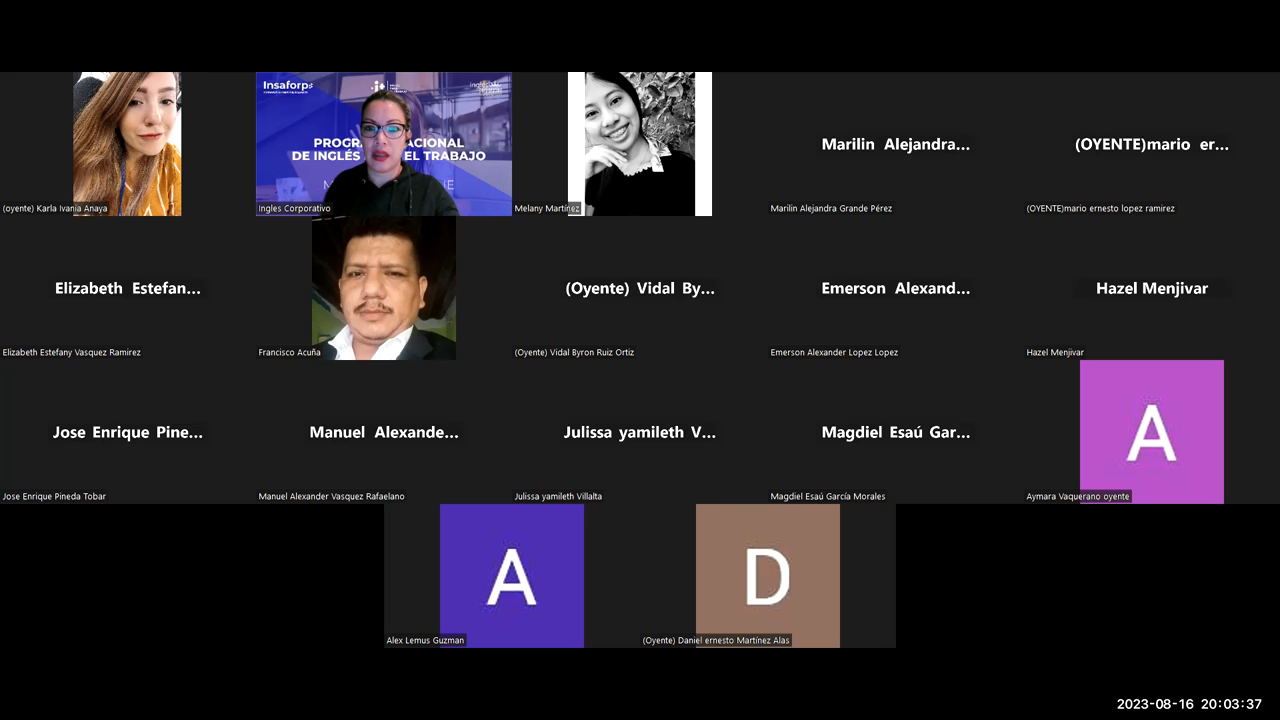 (oyente) Karla Ivania Anaya
Insaforp
PROGR
ACIONAL
DE INGLÉS
EL TRABAJO
Ingles Corporativo
Melany Martínez
Marilin Alejandra...
Marilin Alejandra Grande Pérez
(OYENTE)mario er...
(OYENTE)mario ernesto lopez ramirez
Elizabeth Estefan...
Elizabeth Estefany Vasquez Ramirez
Francisco Acuña
(Oyente) Vidal By...
(Oyente) Vidal Byron Ruiz Ortiz
Emerson Alexand...
Emerson Alexander Lopez Lopez
Hazel Menjivar
Hazel Menjivar
Jose Enrique Pine...
Jose Enrique Pineda Tobar
Manuel Alexande...
Manuel Alexander Vasquez Rafaelano
Julissa yamileth V...
Julissa yamileth Villalta
Magdiel Esaú Gar...
Magdiel Esaú García Morales
A
Aymara Vaquerano oyente
A
Alex Lemus Guzman
D
(Oyente) Daniel ernesto Martínez Alas
2023-08-16 20:03:37